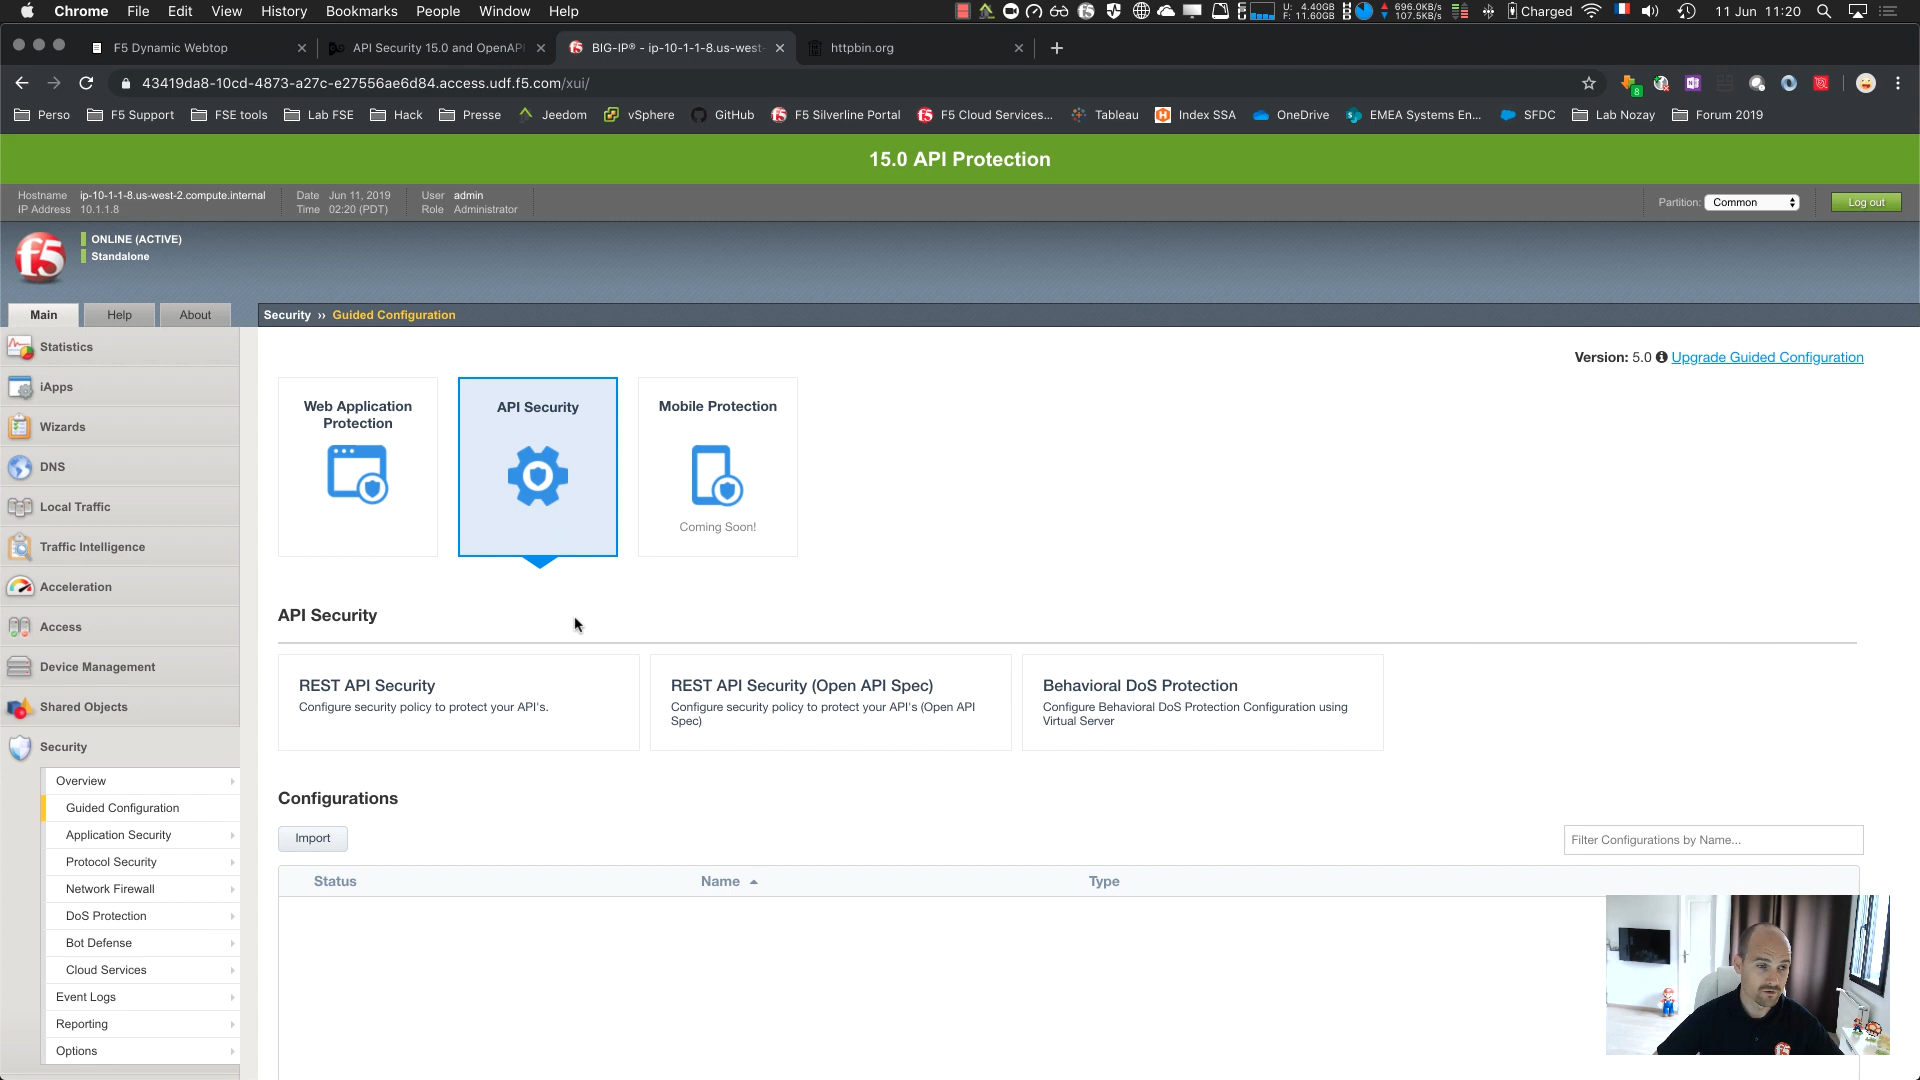 Chrome File Edit View History Bookmarks People Window Help U: 4.40GB F: 11.60GB 696.0KB/s 107.5KB/s Charged 11 Jun 11:20
F5 Dynamic Webtop API Security 15.0 and OpenAPI BIG-IP® - ip-10-1-1-8.us-west- httpbin.org
43419da8-10cd-4873-a27c-e27556ae6d84.access.udf.f5.com/xui/ 8
Perso F5 Support FSE tools Lab FSE Hack Presse Jeedom vSphere GitHub F5 Silverline Portal F5 Cloud Services... Tableau Index SSA OneDrive EMEA Systems En... SFDC Lab Nozay Forum 2019
15.0 API Protection
Hostname ip-10-1-1-8.us-west-2.compute.internal Date Jun 11, 2019 User admin
IP Address 10.1.1.8 Time 02:20 (PDT) Role Administrator
Partition: Common Log out
f5 ONLINE (ACTIVE)
Standalone
Main Help About Security ›› Guided Configuration
Statistics
iApps
Wizards
DNS
Local Traffic
Traffic Intelligence
Acceleration
Access
Device Management
Shared Objects
Security
Overview
Guided Configuration
Application Security
Protocol Security
Network Firewall
DoS Protection
Bot Defense
Cloud Services
Event Logs
Reporting
Options
Version: 5.0 Upgrade Guided Configuration
Web Application
Protection
API Security
Mobile Protection
Coming Soon!
API Security
REST API Security
Configure security policy to protect your API's.
REST API Security (Open API Spec)
Configure security policy to protect your API's (Open API
Spec)
Behavioral DoS Protection
Configure Behavioral DoS Protection Configuration using
Virtual Server
Configurations
Import Filter Configurations by Name...
Status Name Type